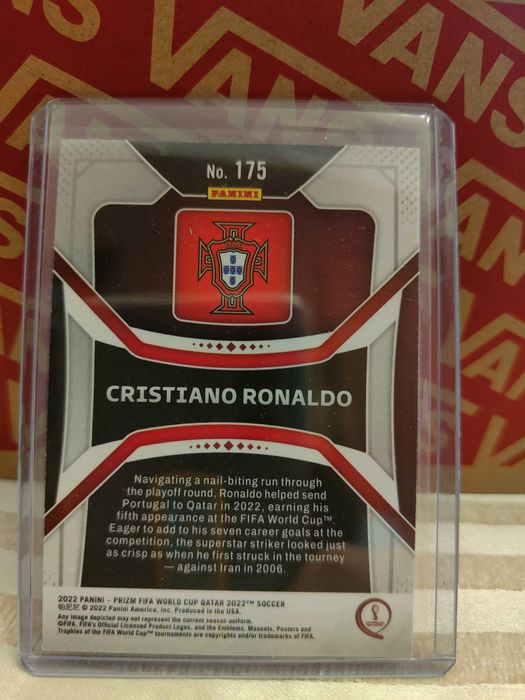 VANS
VANS
No. 175
PANINI
CRISTIANO RONALDO
Navigating a nail-biting run through
the playoff round, Ronaldo helped send
Portugal to Qatar in 2022, earning his
fifth appearance at the FIFA World Cup™.
Eager to add to his seven career goals at the
competition, the superstar striker looked just
as crisp as when he first struck in the tourney
— against Iran in 2006.
2022 PANINI – PRIZM FIFA WORLD CUP QATAR 2022™ SOCCER
帕尼尼 © 2022 Panini America, Inc. Produced in the USA.
Any image depicted may not represent the current season uniform.
©FIFA, FIFA's Official Licensed Product Logos, and the Emblems, Mascots, Posters and
Trophies of the FIFA World Cup™ tournaments are copyrights and/or trademarks of FIFA.